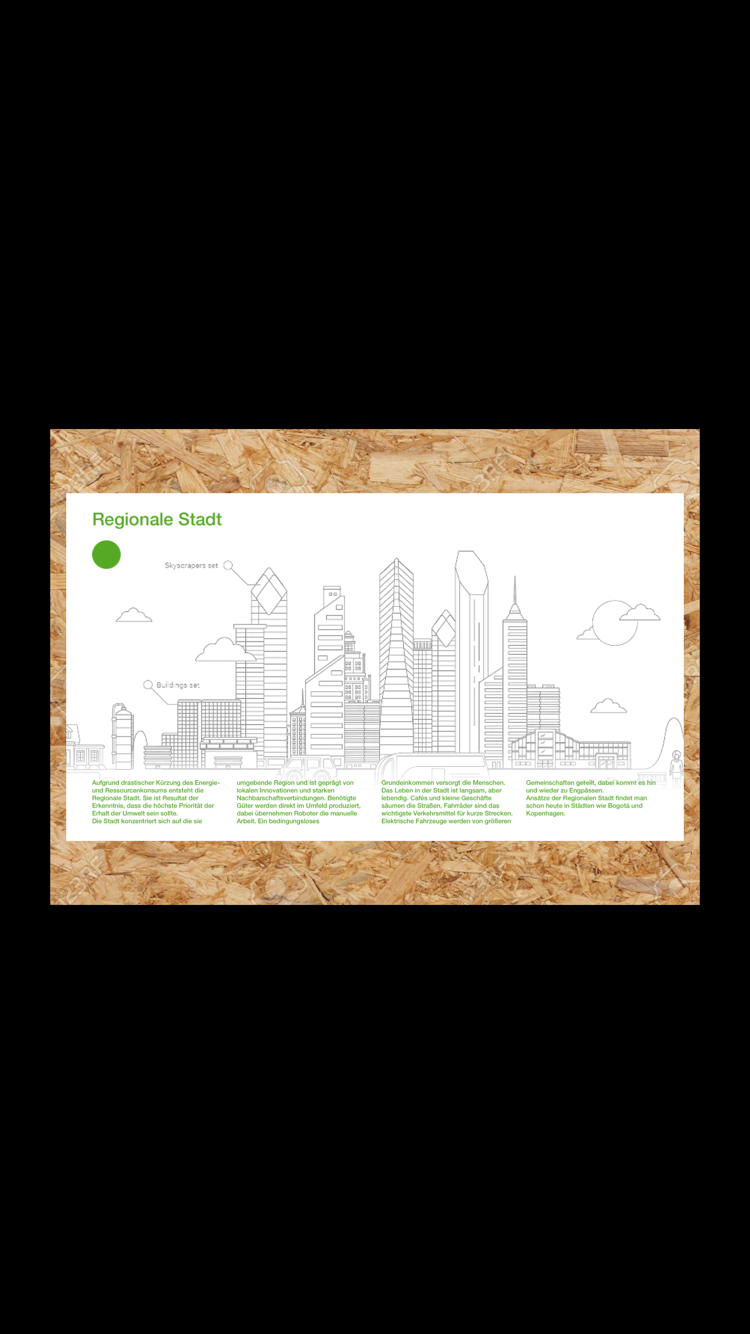 Regionale Stadt
Skyscrapers set
Buildings set
Aufgrund drastischer Kürzung des Energie-
und Ressourcenkonsums entsteht die
Regionale Stadt. Sie ist Resultat der
Erkenntnis, dass die höchste Priorität der
Erhalt der Umwelt sein sollte.
Die Stadt konzentriert sich auf die sie
umgebende Region und ist geprägt von
lokalen Innovationen und starken
Nachbarschaftsverbindungen. Benötigte
Güter werden direkt im Umfeld produziert,
dabei übernehmen Roboter die manuelle
Arbeit. Ein bedingungsloses
Grundeinkommen versorgt die Menschen.
Das Leben in der Stadt ist langsam, aber
lebendig. Cafés und kleine Geschäfte
säumen die Straßen, Fahrräder sind das
wichtigste Verkehrsmittel für kurze Strecken.
Elektrische Fahrzeuge werden von größeren
Gemeinschaften geteilt, dabei kommt es hin
und wieder zu Engpässen.
Ansätze der Regionalen Stadt findet man
schon heute in Städten wie Bogotá und
Kopenhagen.